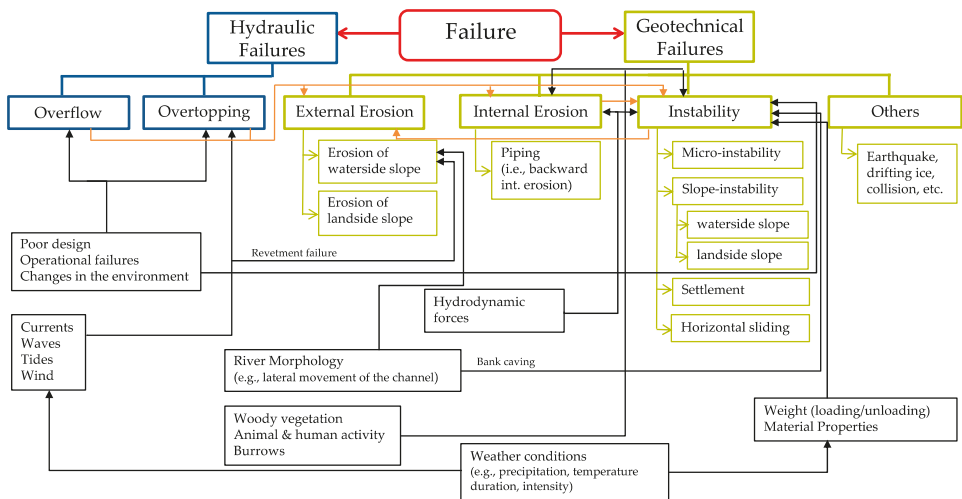 Hydraulic
Failures
Failure
Geotechnical
Failures
Overflow
Overtopping
External Erosion
Internal Erosion
Instability
Others
Erosion of
waterside slope
Erosion of
landside slope
Piping
(i.e., backward
int. erosion)
Micro-instability
Slope-instability
waterside slope
landside slope
Settlement
Horizontal sliding
Earthquake,
drifting ice,
collision, etc.
Poor design
Operational failures
Changes in the environment
Revetment failure
Hydrodynamic
forces
Currents
Waves
Tides
Wind
River Morphology
(e.g., lateral movement of the channel)
Bank caving
Woody vegetation
Animal & human activity
Burrows
Weight (loading/unloading)
Material Properties
Weather conditions
(e.g., precipitation, temperature
duration, intensity)